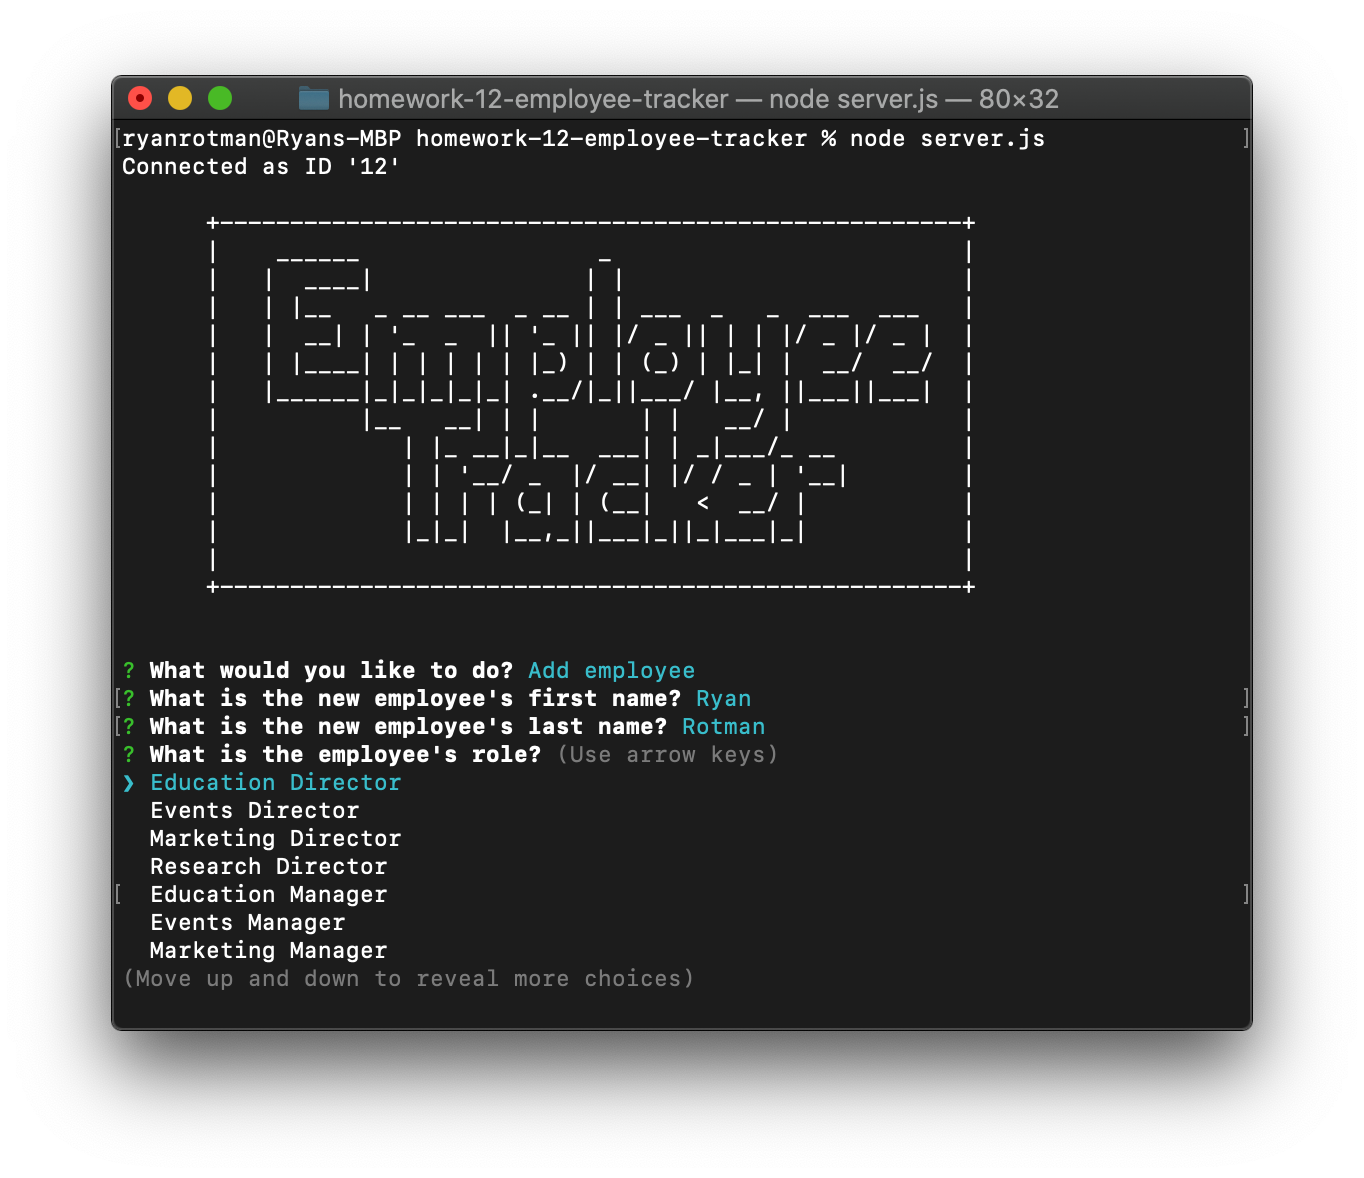 homework-12-employee-tracker — node server.js — 80×32
[ryanrotman@Ryans-MBP homework-12-employee-tracker % node server.js ]
Connected as ID '12'
Employee
Tracker
? What would you like to do? Add employee
[? What is the new employee's first name? Ryan ]
[? What is the new employee's last name? Rotman ]
? What is the employee's role? (Use arrow keys)
❯ Education Director
Events Director
Marketing Director
Research Director
[ Education Manager ]
Events Manager
Marketing Manager
(Move up and down to reveal more choices)